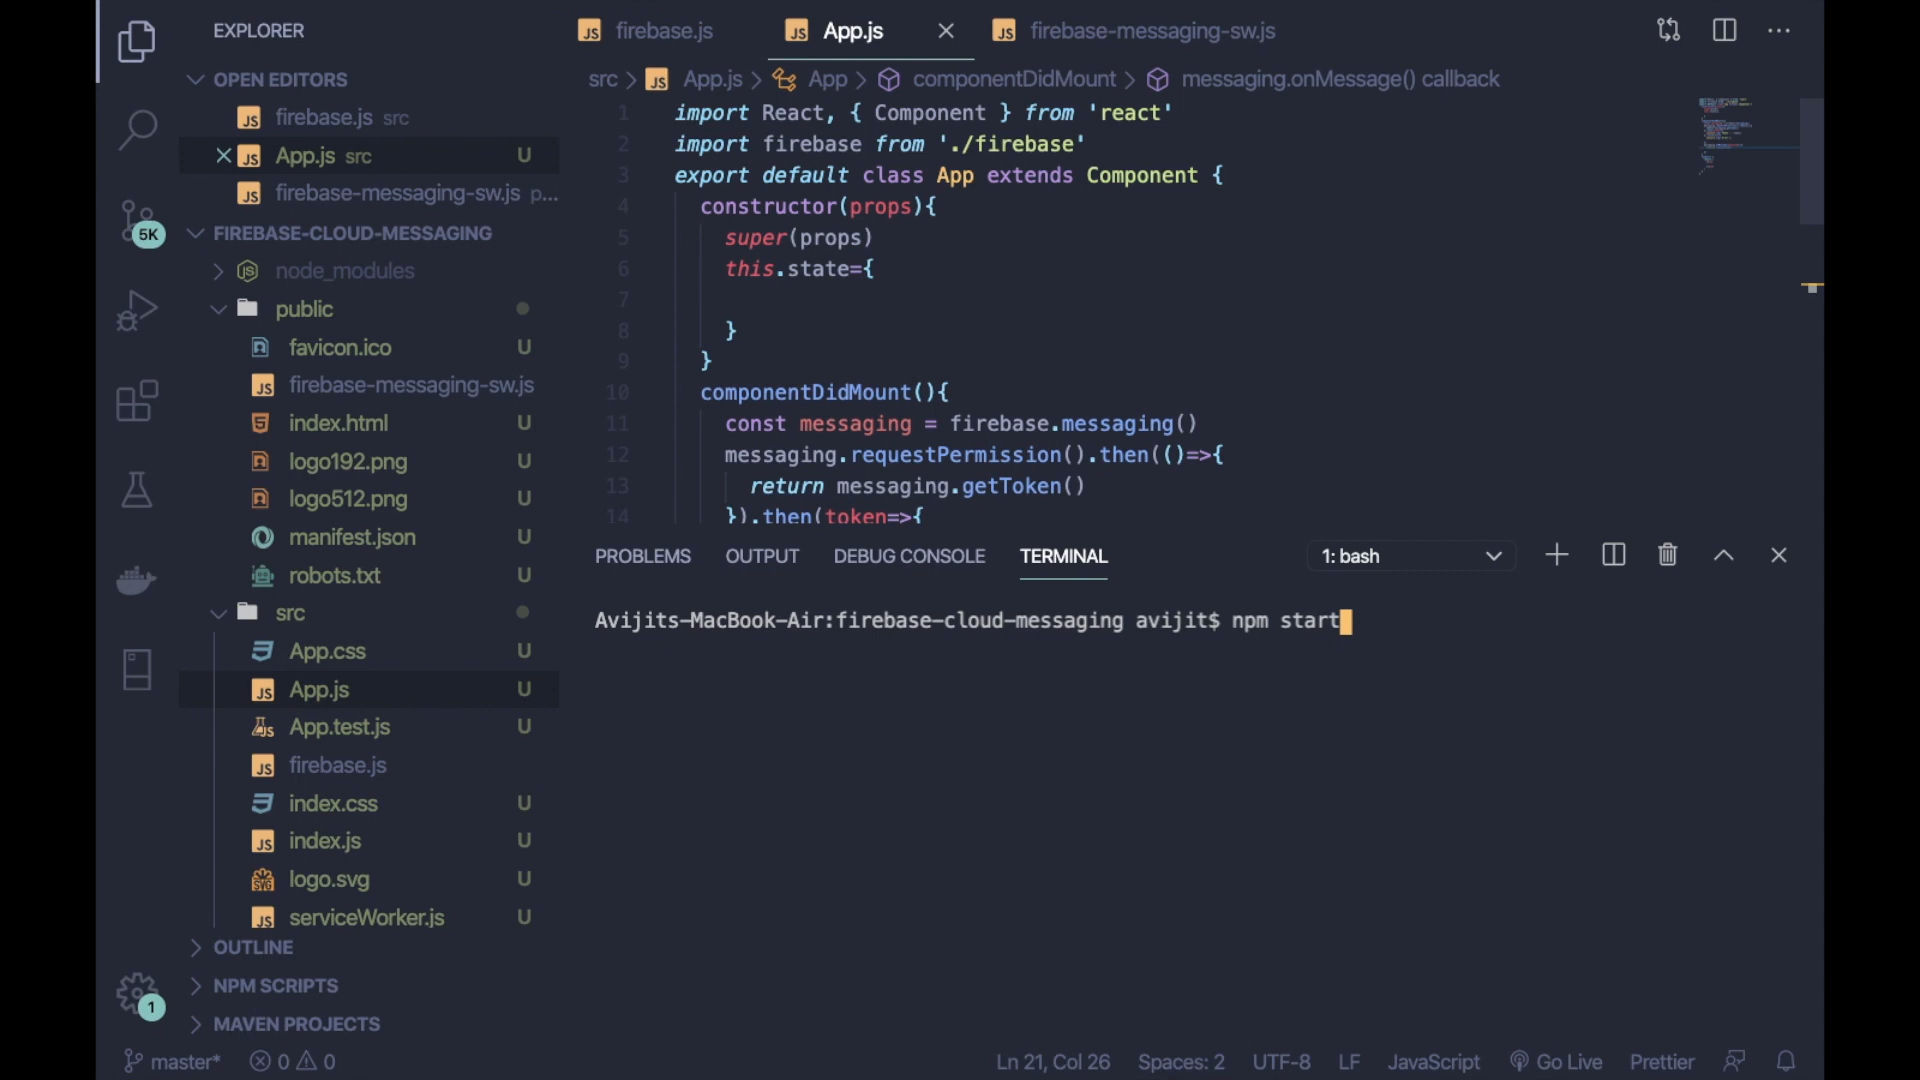 EXPLORER
OPEN EDITORS
firebase.js src
App.js src U
firebase-messaging-sw.js p...
FIREBASE-CLOUD-MESSAGING
node_modules
public
favicon.ico U
firebase-messaging-sw.js
index.html U
logo192.png U
logo512.png U
manifest.json U
robots.txt U
src
App.css U
App.js U
App.test.js U
firebase.js
index.css U
index.js U
logo.svg U
serviceWorker.js U
OUTLINE
NPM SCRIPTS
MAVEN PROJECTS
5K
1
firebase.js App.js firebase-messaging-sw.js
src > App.js > App > componentDidMount > messaging.onMessage() callback
1 import React, { Component } from 'react'
2 import firebase from './firebase'
3 export default class App extends Component {
4 constructor(props){
5 super(props)
6 this.state={
7
8 }
9 }
10 componentDidMount(){
11 const messaging = firebase.messaging()
12 messaging.requestPermission().then(()=>{
13 return messaging.getToken()
14 }).then(token=>{
PROBLEMS OUTPUT DEBUG CONSOLE TERMINAL 1: bash
Avijits-MacBook-Air:firebase-cloud-messaging avijit$ npm start
master* 0 0 Ln 21, Col 26 Spaces: 2 UTF-8 LF JavaScript Go Live Prettier